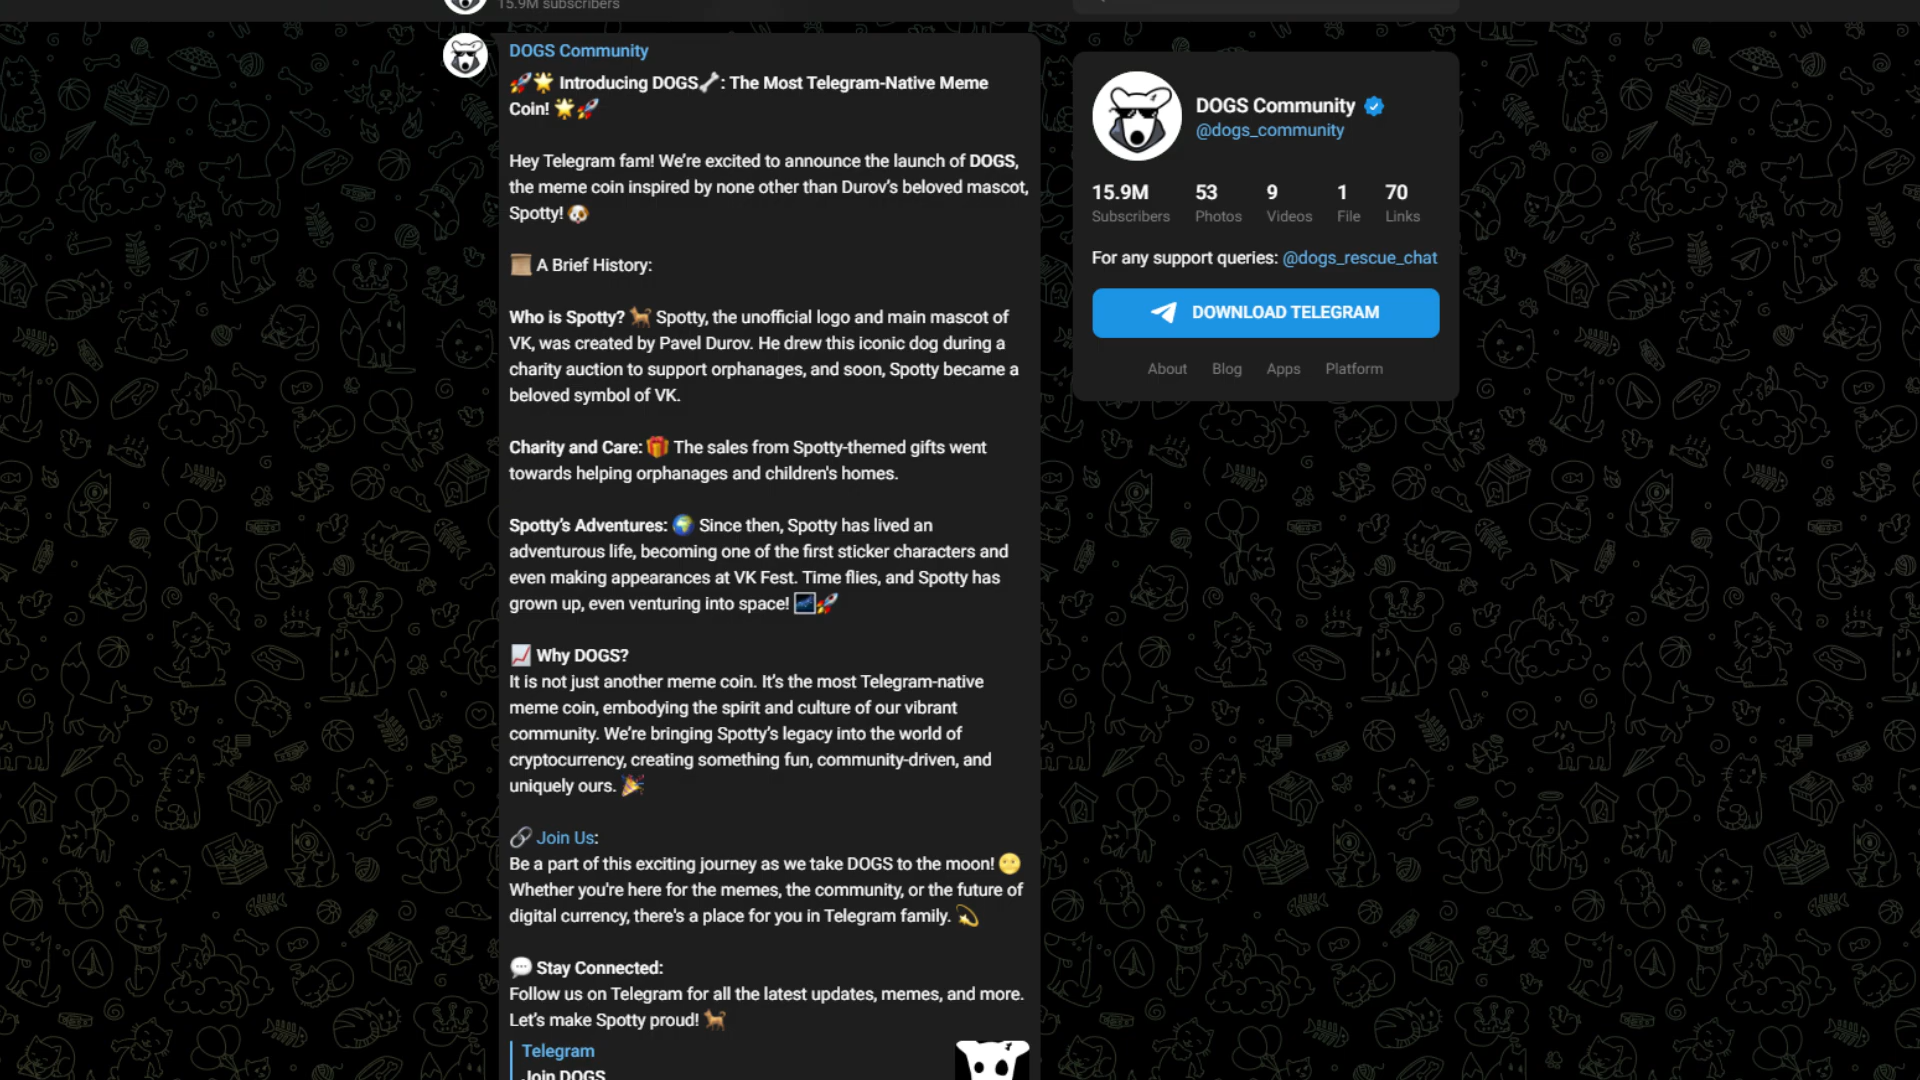 15.9M subscribers
DOGS Community
🚀🌟 Introducing DOGS🦴: The Most Telegram-Native Meme
Coin! 🌟🚀
Hey Telegram fam! We’re excited to announce the launch of DOGS,
the meme coin inspired by none other than Durov’s beloved mascot,
Spotty! 🐶
📜 A Brief History:
Who is Spotty? 🐕 Spotty, the unofficial logo and main mascot of
VK, was created by Pavel Durov. He drew this iconic dog during a
charity auction to support orphanages, and soon, Spotty became a
beloved symbol of VK.
Charity and Care: 🎁 The sales from Spotty-themed gifts went
towards helping orphanages and children's homes.
Spotty’s Adventures: 🌍 Since then, Spotty has lived an
adventurous life, becoming one of the first sticker characters and
even making appearances at VK Fest. Time flies, and Spotty has
grown up, even venturing into space! 🌌🚀
📈 Why DOGS?
It is not just another meme coin. It’s the most Telegram-native
meme coin, embodying the spirit and culture of our vibrant
community. We’re bringing Spotty’s legacy into the world of
cryptocurrency, creating something fun, community-driven, and
uniquely ours. 🎉
🔗 Join Us:
Be a part of this exciting journey as we take DOGS to the moon! 🌝
Whether you're here for the memes, the community, or the future of
digital currency, there's a place for you in Telegram family. 💫
💬 Stay Connected:
Follow us on Telegram for all the latest updates, memes, and more.
Let’s make Spotty proud! 🐕
Telegram
Join DOGS
DOGS Community
@dogs_community
15.9M 53 9 1 70
Subscribers Photos Videos File Links
For any support queries: @dogs_rescue_chat
DOWNLOAD TELEGRAM
About Blog Apps Platform